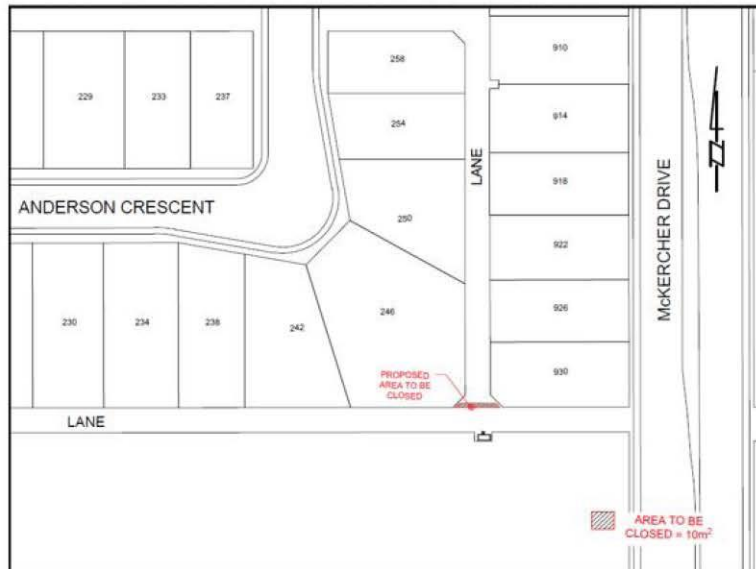 258
910
229
233
237
254
914
LANE
ANDERSON CRESCENT
918
McKERCHER DRIVE
250
922
230
234
238
242
246
926
PROPOSED
AREA TO BE
CLOSED
930
LANE
AREA TO BE
CLOSED = 10m²